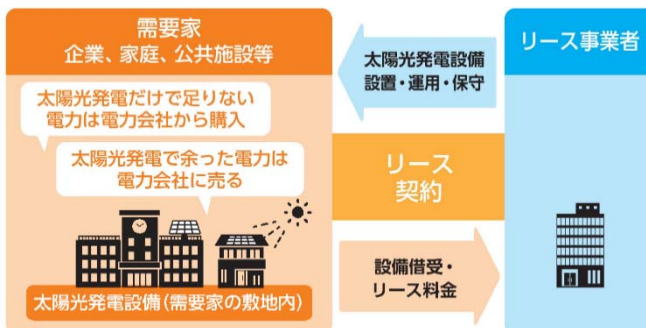 需要家
企業、家庭、公共施設等
太陽光発電だけで足りない
電力は電力会社から購入
太陽光発電で余った電力は
電力会社に売る
太陽光発電設備(需要家の敷地内)
太陽光発電設備
設置・運用・保守
リース
契約
設備借受・
リース料金
リース事業者